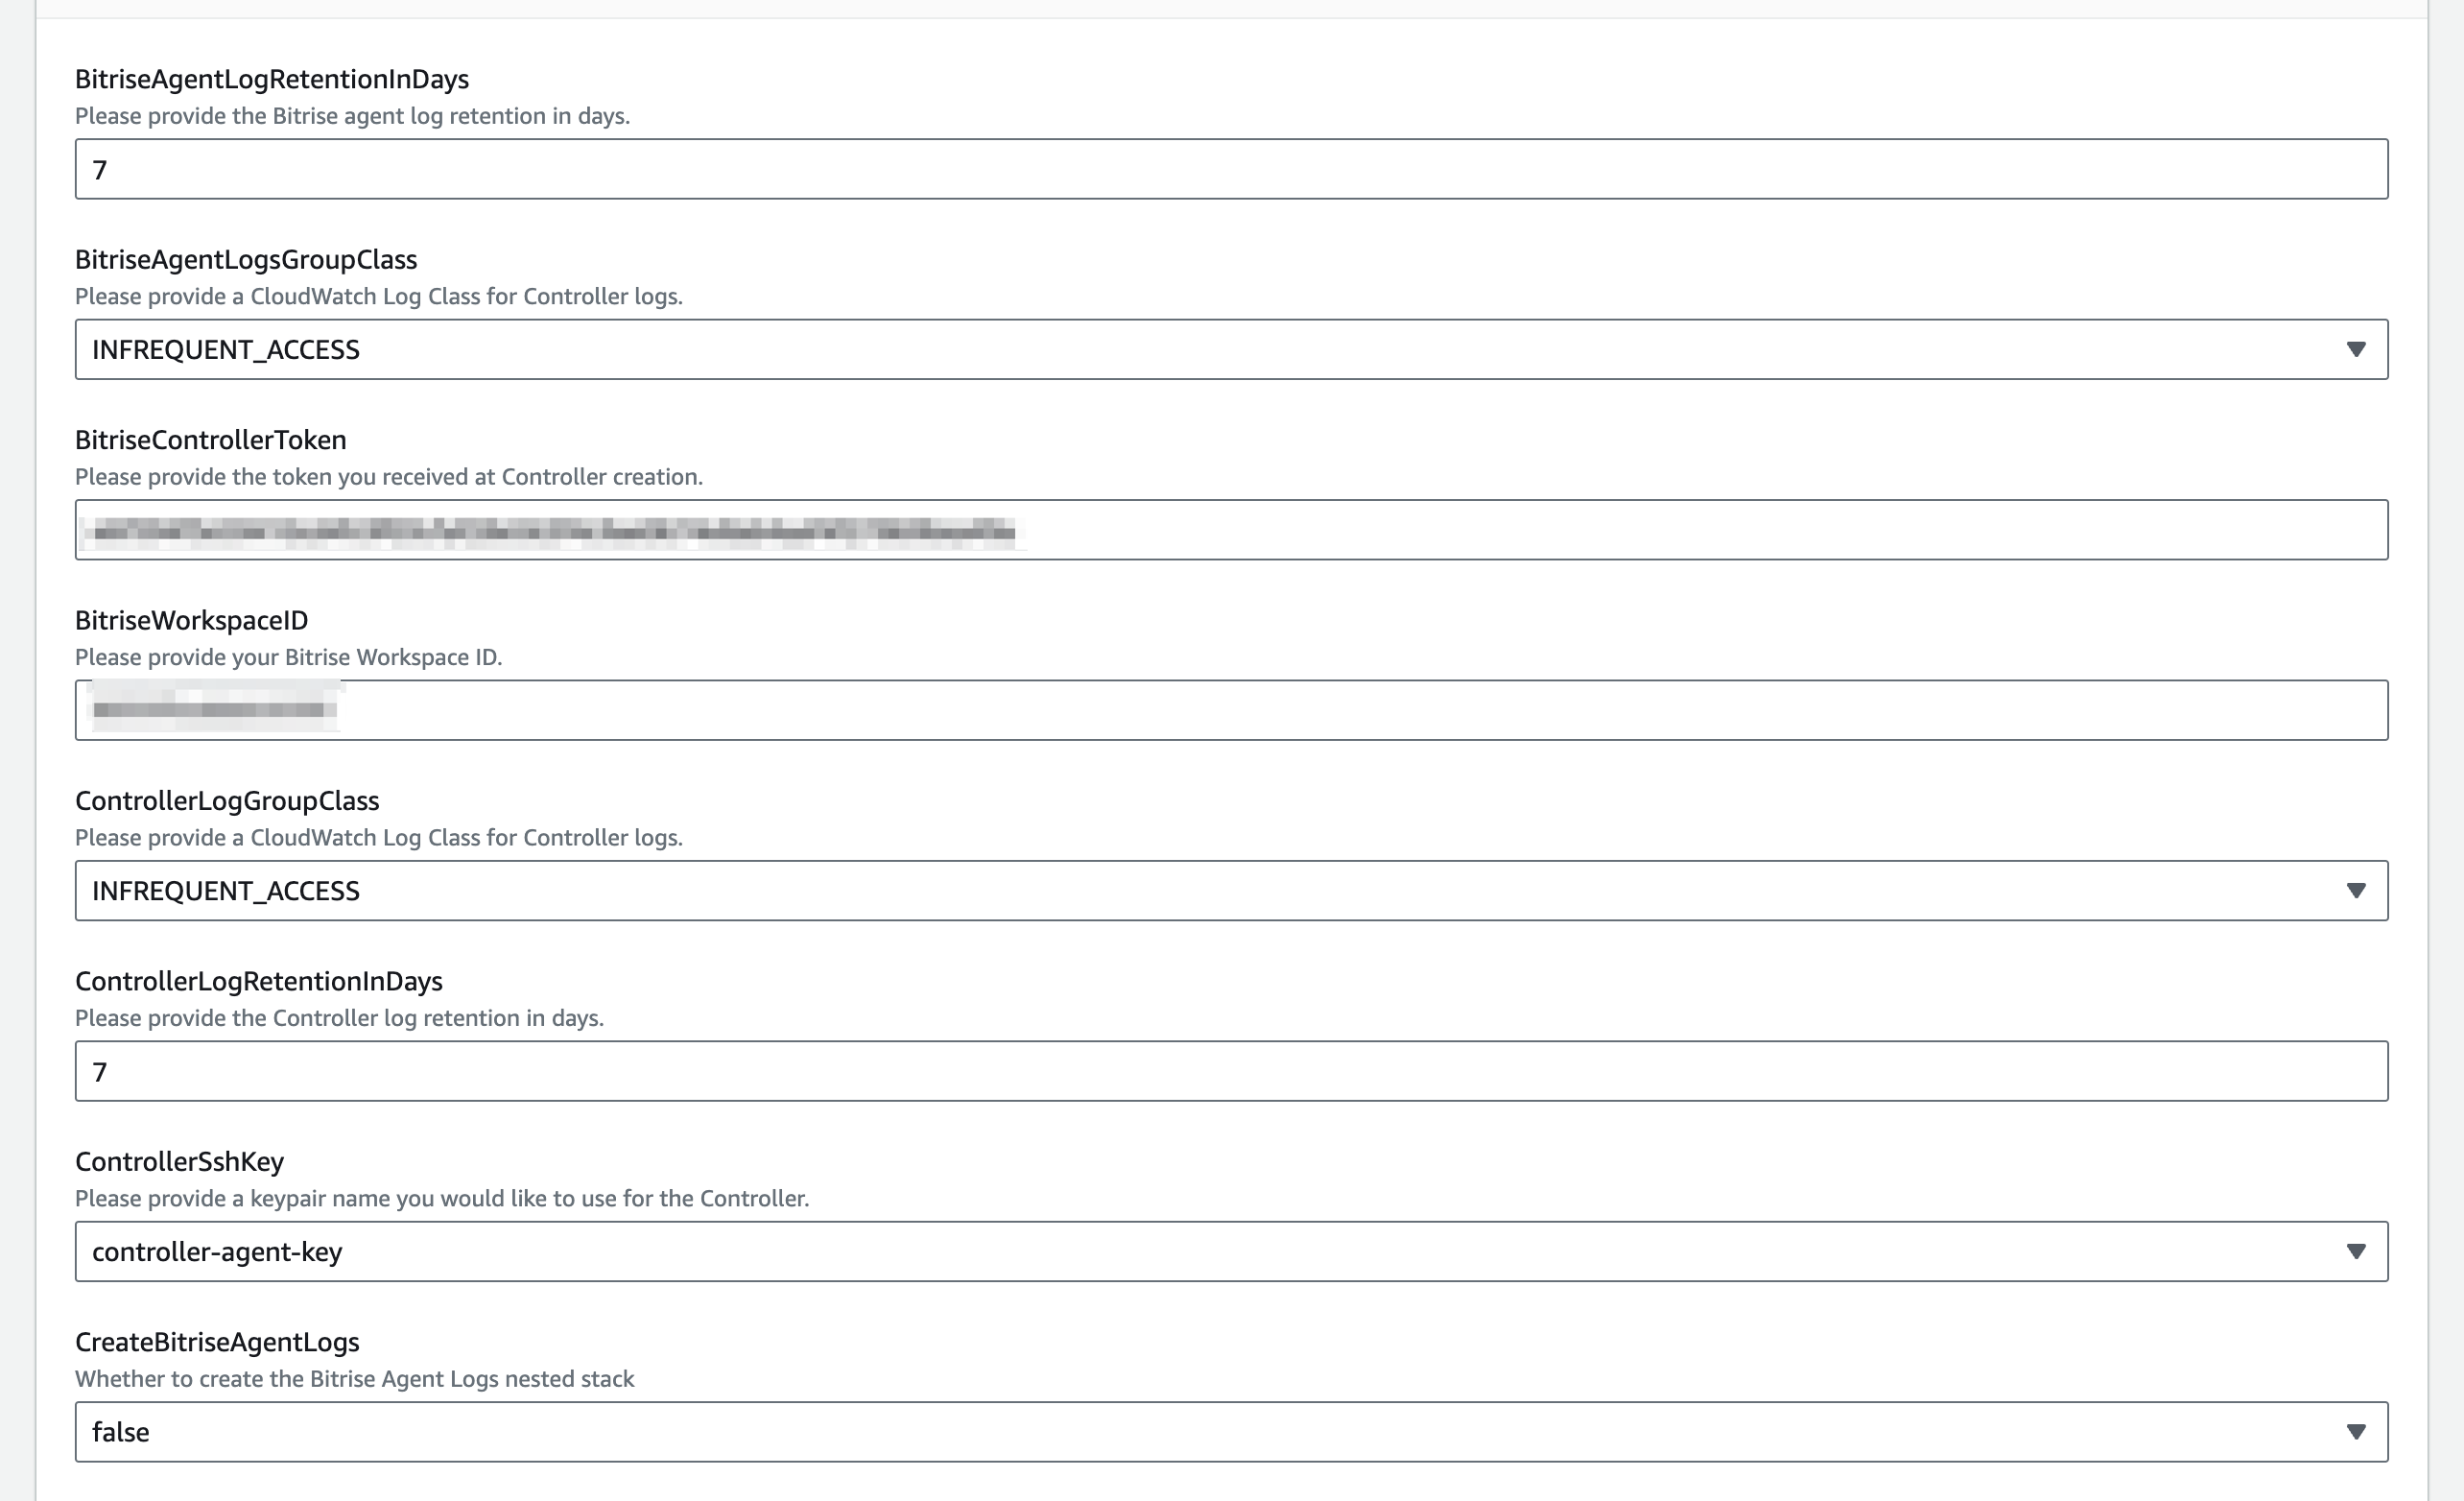 BitriseAgentLogRetentionInDays
Please provide the Bitrise agent log retention in days.
7
BitriseAgentLogsGroupClass
Please provide a CloudWatch Log Class for Controller logs.
INFREQUENT_ACCESS
BitriseControllerToken
Please provide the token you received at Controller creation.
BitriseWorkspaceID
Please provide your Bitrise Workspace ID.
ControllerLogGroupClass
Please provide a CloudWatch Log Class for Controller logs.
INFREQUENT_ACCESS
ControllerLogRetentionInDays
Please provide the Controller log retention in days.
7
ControllerSshKey
Please provide a keypair name you would like to use for the Controller.
controller-agent-key
CreateBitriseAgentLogs
Whether to create the Bitrise Agent Logs nested stack
false